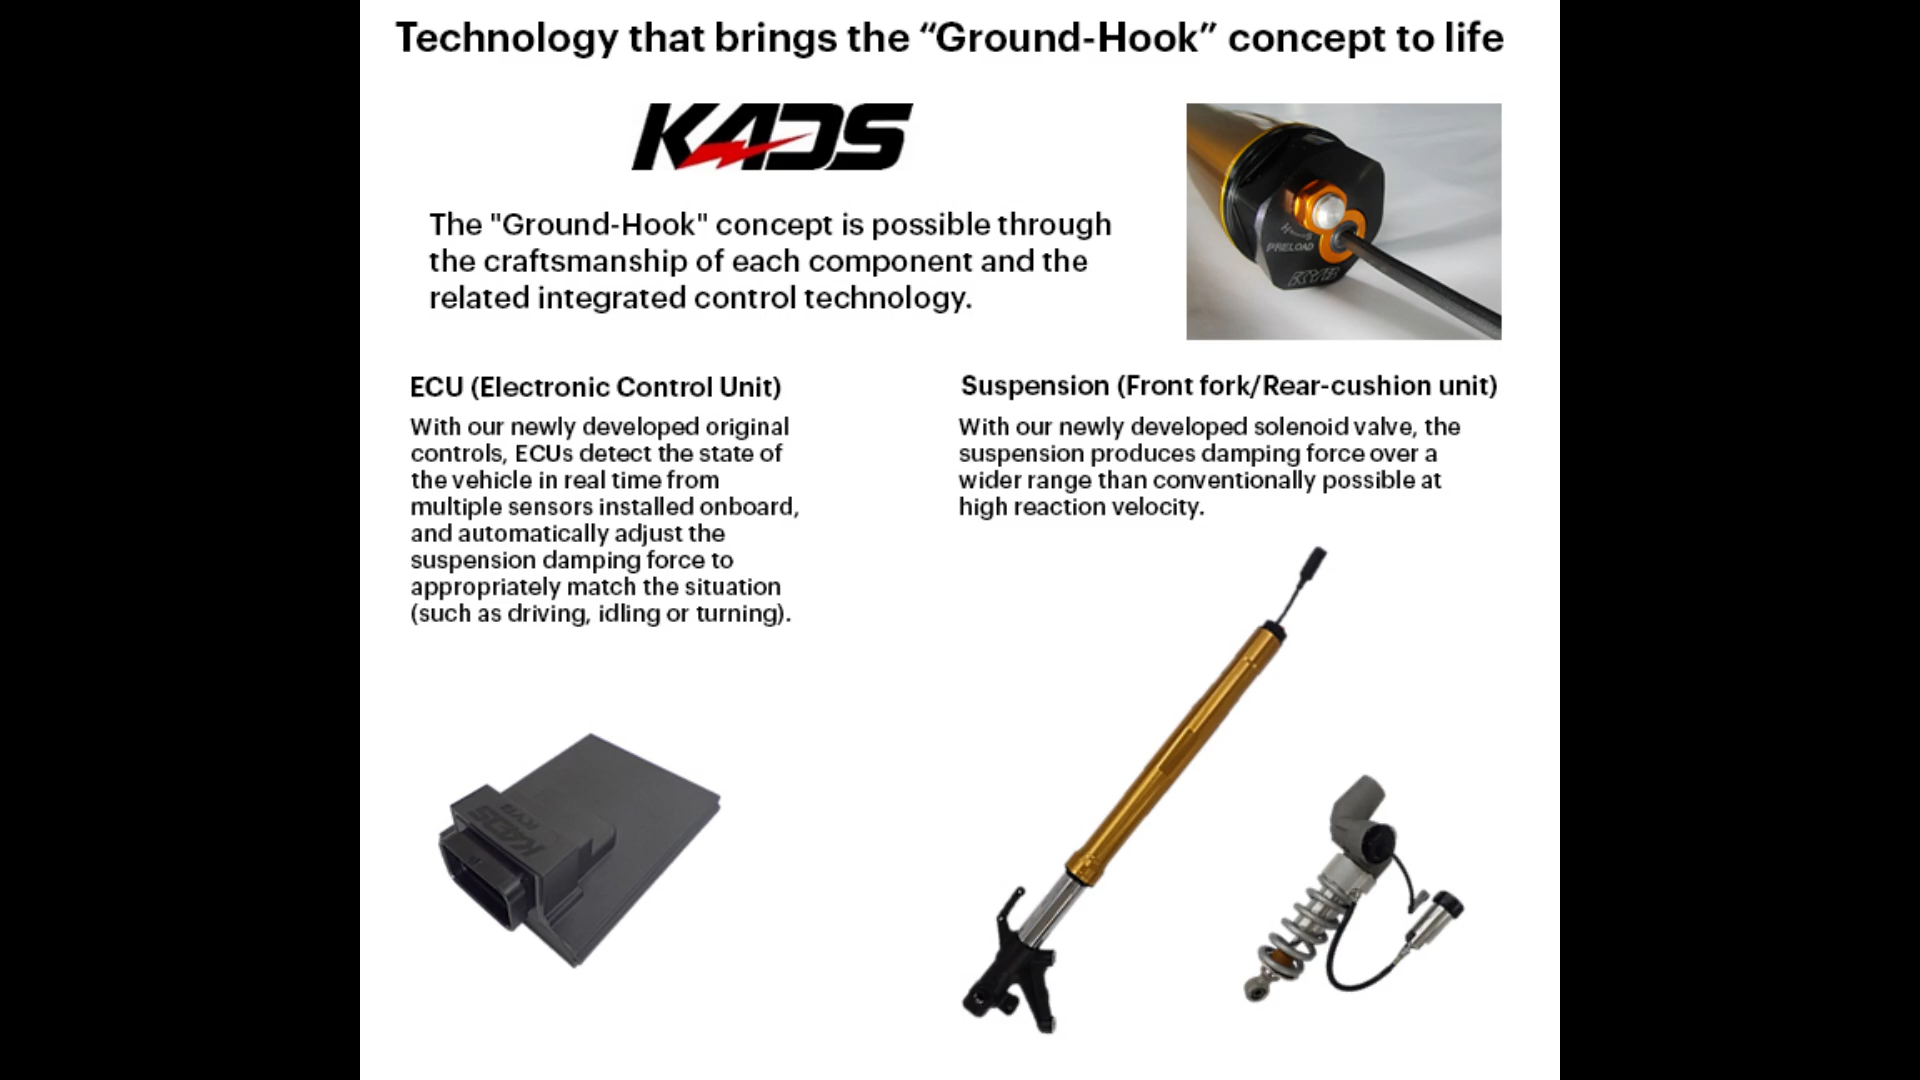 Technology that brings the “Ground-Hook” concept to life
KADS
The "Ground-Hook" concept is possible through
the craftsmanship of each component and the
related integrated control technology.
PRELOAD
KYB
ECU (Electronic Control Unit)
With our newly developed original
controls, ECUs detect the state of
the vehicle in real time from
multiple sensors installed onboard,
and automatically adjust the
suspension damping force to
appropriately match the situation
(such as driving, idling or turning).
KADS
KYB
Suspension (Front fork/Rear-cushion unit)
With our newly developed solenoid valve, the
suspension produces damping force over a
wider range than conventionally possible at
high reaction velocity.